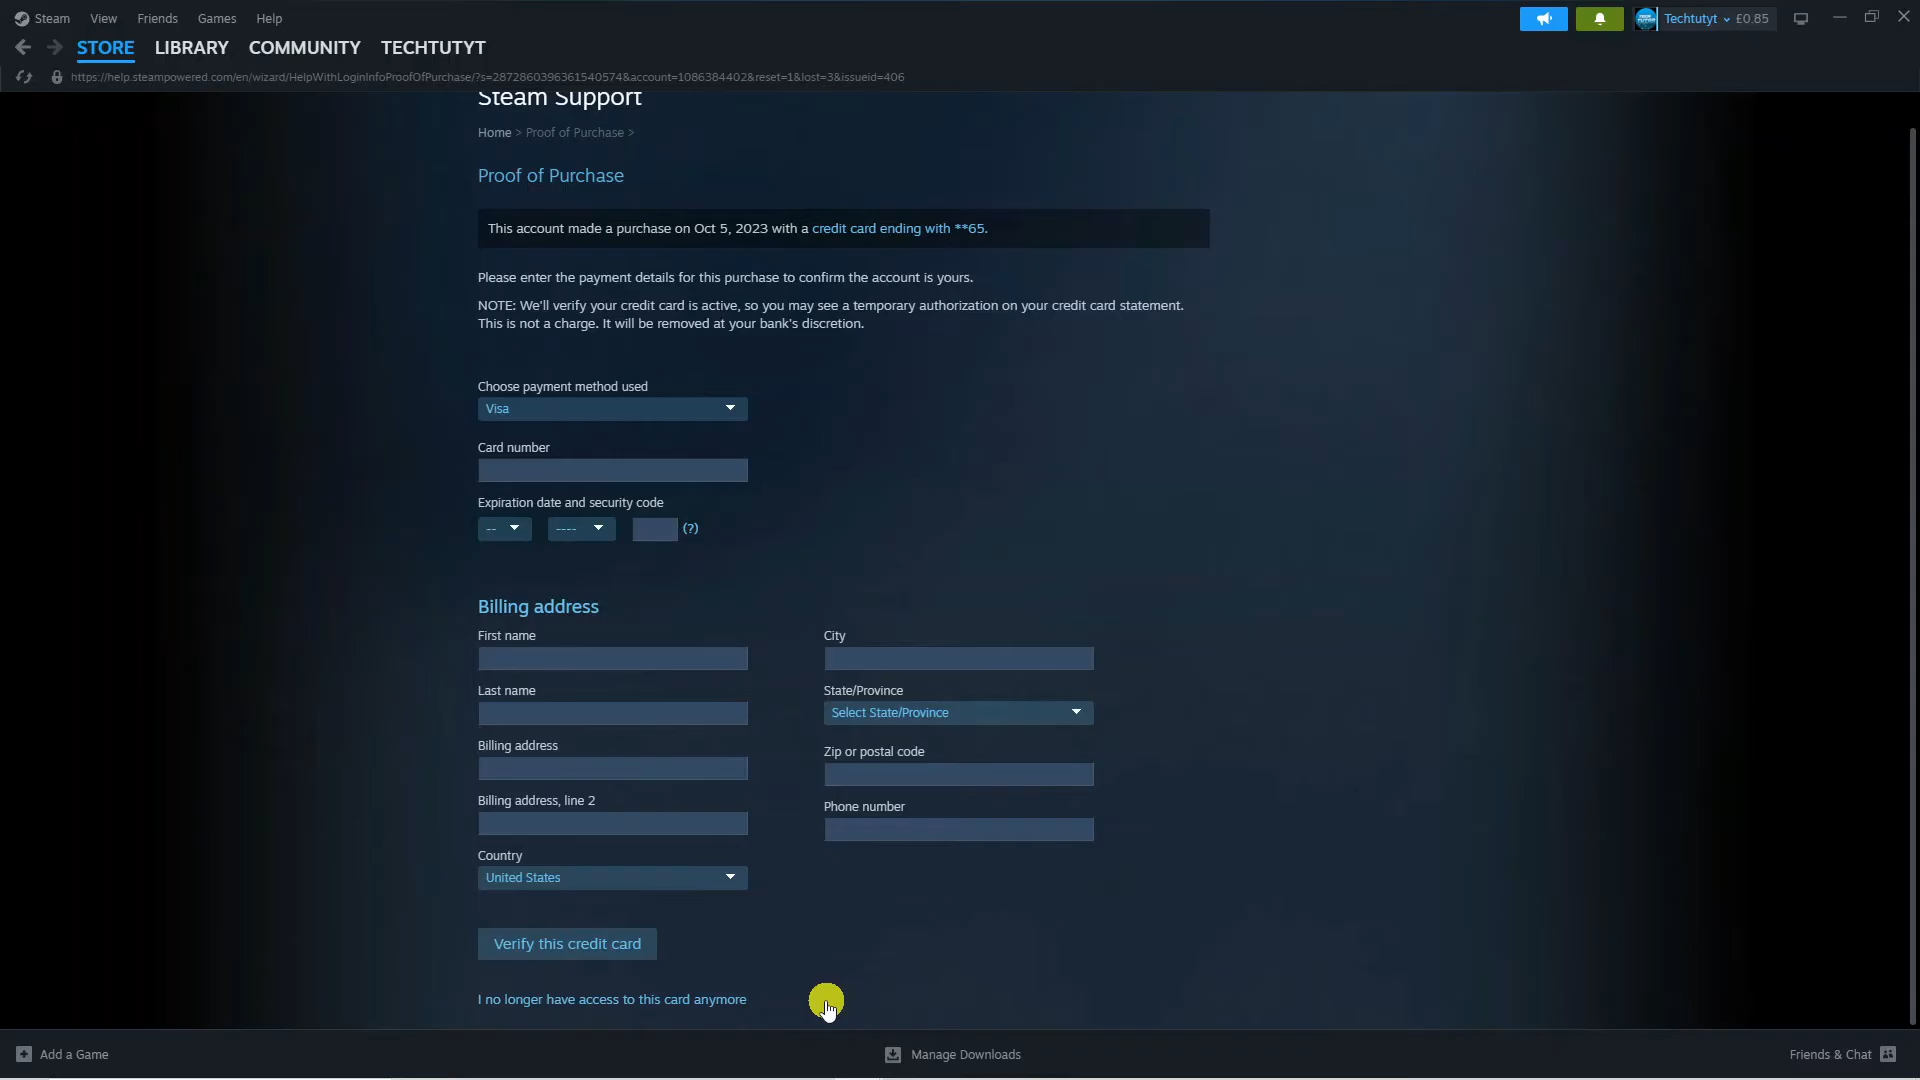 Steam View Friends Games Help
Techtutyt £0.85
STORE LIBRARY COMMUNITY TECHTUTYT
https://help.steampowered.com/en/wizard/HelpWithLoginInfoProofOfPurchase/?s=2872860396361540574&account=1086384402&reset=1&lost=3&issueid=406
Steam Support
Home > Proof of Purchase >
Proof of Purchase
This account made a purchase on Oct 5, 2023 with a credit card ending with **65.
Please enter the payment details for this purchase to confirm the account is yours.
NOTE: We'll verify your credit card is active, so you may see a temporary authorization on your credit card statement.
This is not a charge. It will be removed at your bank's discretion.
Choose payment method used
Visa
Card number
Expiration date and security code
-- ---- (?)
Billing address
First name
City
Last name
State/Province
Select State/Province
Billing address
Zip or postal code
Billing address, line 2
Phone number
Country
United States
Verify this credit card
I no longer have access to this card anymore
Add a Game
Manage Downloads
Friends & Chat